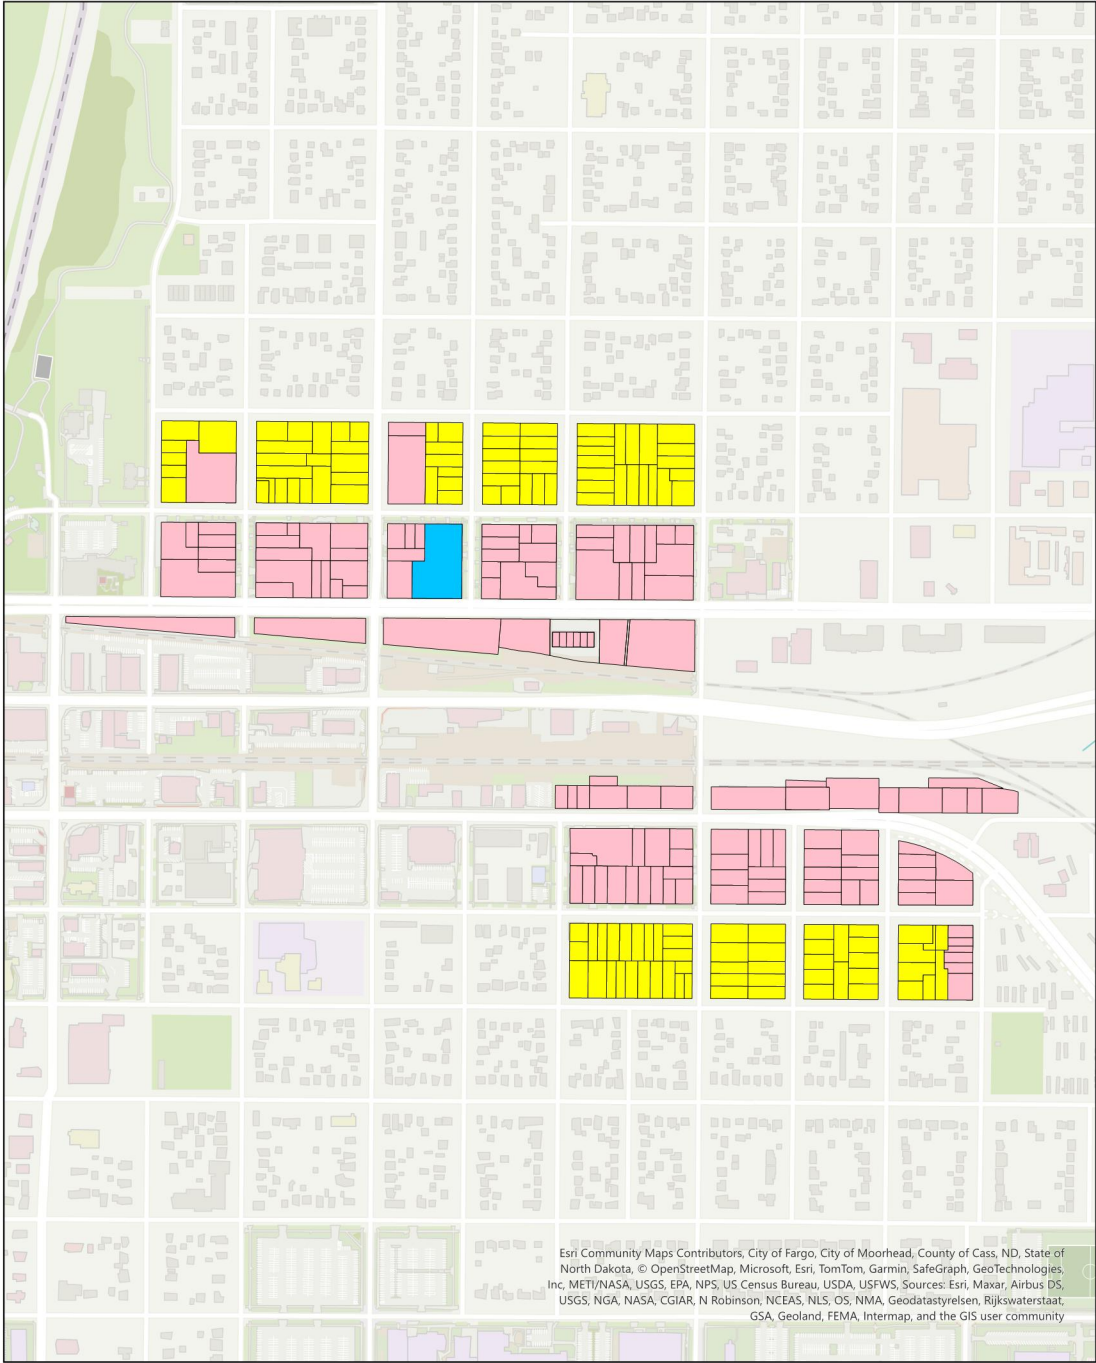 Esri Community Maps Contributors, City of Fargo, City of Moorhead, County of Cass, ND, State of
North Dakota, © OpenStreetMap, Microsoft, Esri, TomTom, Garmin, SafeGraph, GeoTechnologies,
Inc, METI/NASA, USGS, EPA, NPS, US Census Bureau, USDA, USFWS, Sources: Esri, Maxar, Airbus DS,
USGS, NGA, NASA, CGIAR, N Robinson, NCEAS, NLS, OS, NMA, Geodatastyrelsen, Rijkswaterstaat,
GSA, Geoland, FEMA, Intermap, and the GIS user community